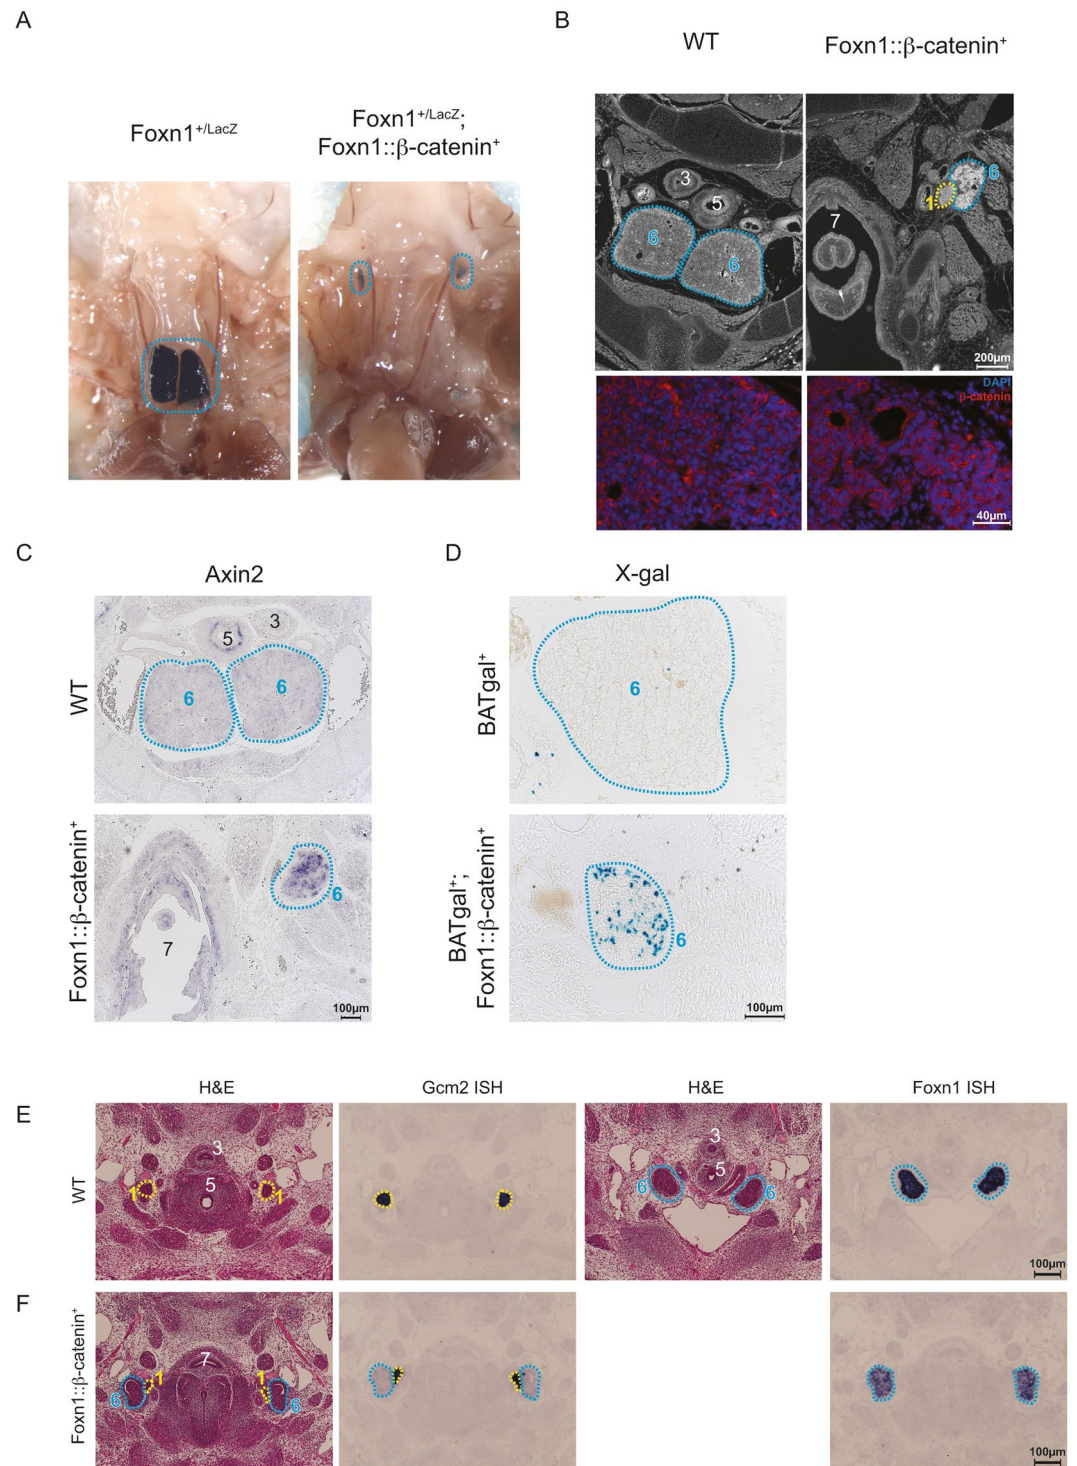 A
Foxn1+/LacZ
Foxn1+/LacZ;
Foxn1::β-catenin+
B
WT
Foxn1::β-catenin+
3
5
6
6
6
1
7
200µm
DAPI
β-catenin
40µm
C
Axin2
WT
5
3
6
6
Foxn1::β-catenin+
7
6
100µm
D
X-gal
BATgal+
6
BATgal+;
Foxn1::β-catenin+
6
100µm
H&E
Gcm2 ISH
H&E
Foxn1 ISH
E
WT
3
5
1
1
3
5
6
6
100µm
F
Foxn1::β-catenin+
7
1
1
6
6
100µm